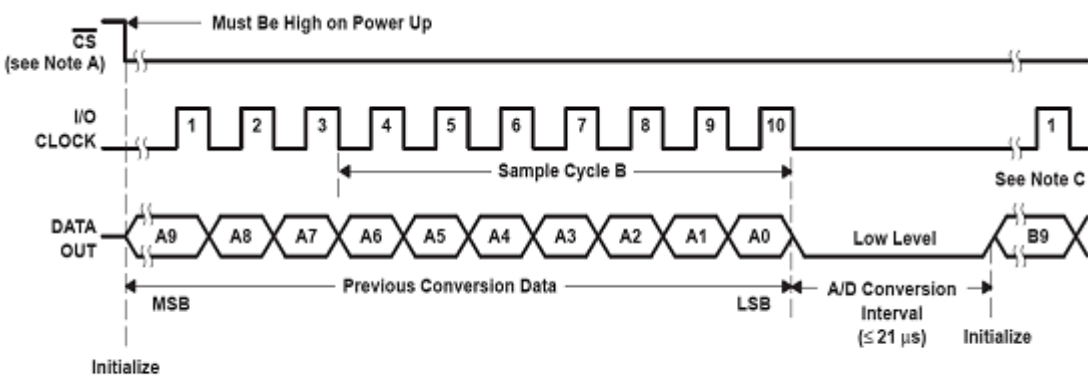 Must Be High on Power Up
CS
(see Note A)
I/O
CLOCK
1 2 3 4 5 6 7 8 9 10 1
Sample Cycle B
See Note C
DATA
OUT
A9 A8 A7 A6 A5 A4 A3 A2 A1 A0 Low Level B9
Previous Conversion Data
MSB LSB
A/D Conversion
Interval
(≤ 21 μs)
Initialize
Initialize